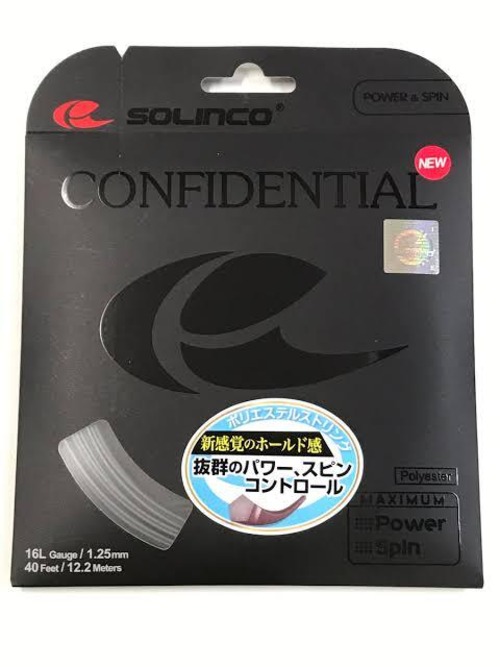 SOLINCO®
POWER & SPIN
CONFIDENTIAL
NEW
ポリエステルストリング
新感覚のホールド感
抜群のパワー、スピン
コントロール
Polyester
MAXIMUM
Power
Spin
16L Gauge / 1.25mm
40 Feet / 12.2 Meters